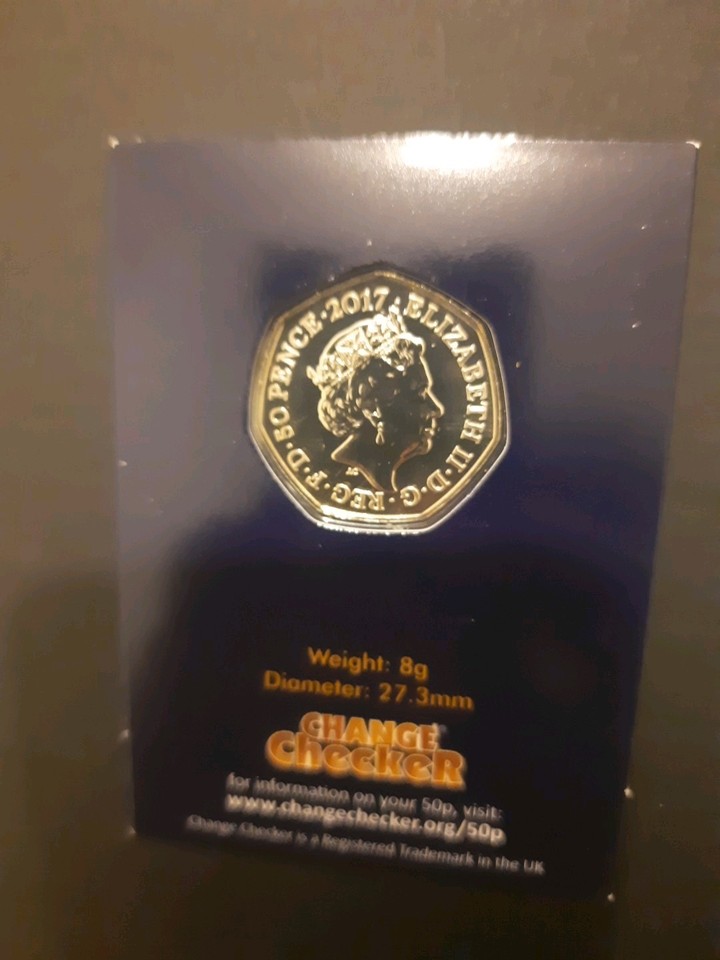 ELIZABETH II·D·G·REG·F·D·50 PENCE·2017·
Weight: 8g
Diameter: 27.3mm
CHANGE
CHecKeR
for information on your 50p, visit:
www.changechecker.org/50p
Change Checker is a Registered Trademark in the UK